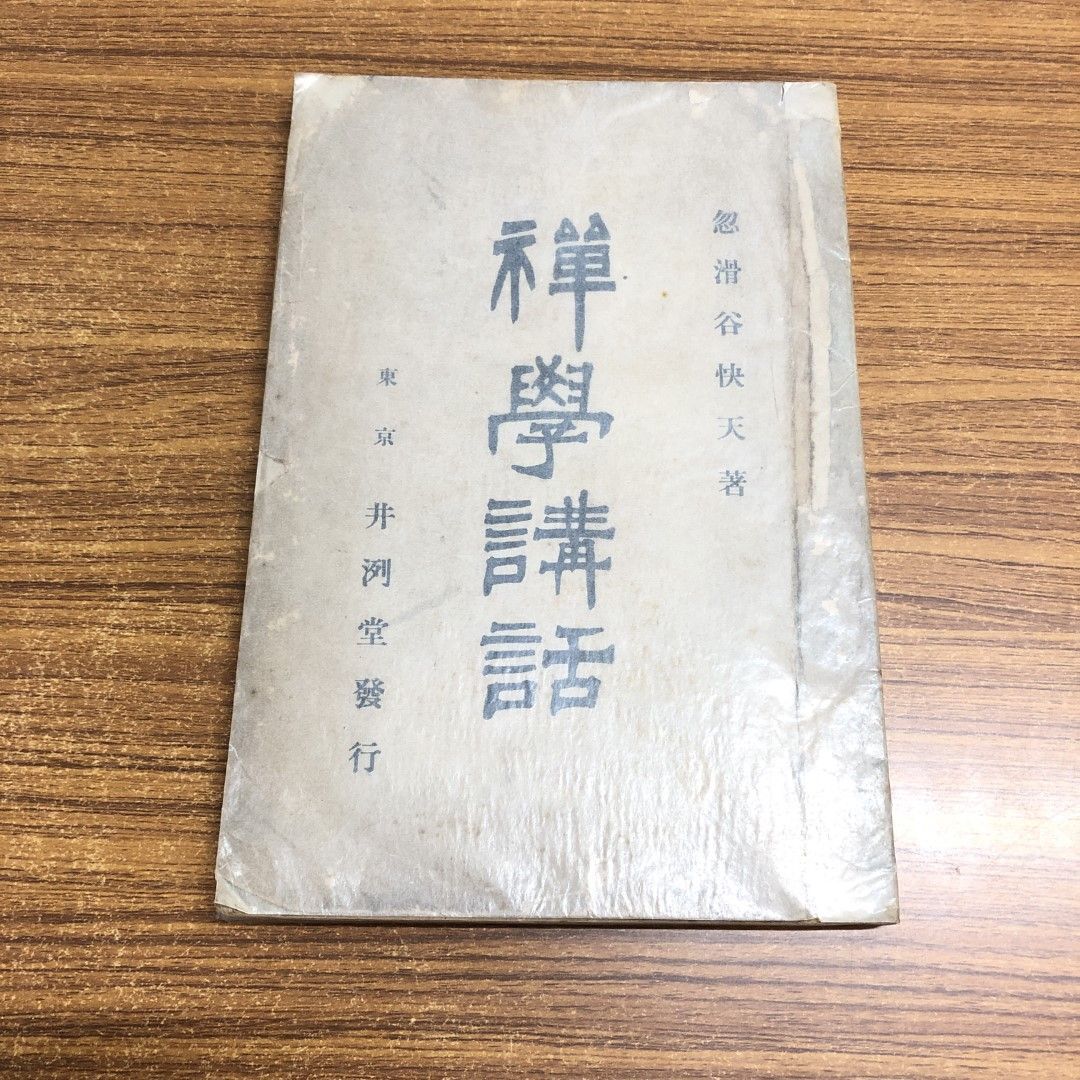 忽滑谷快天著
禪學講話
東京 井洌堂發行